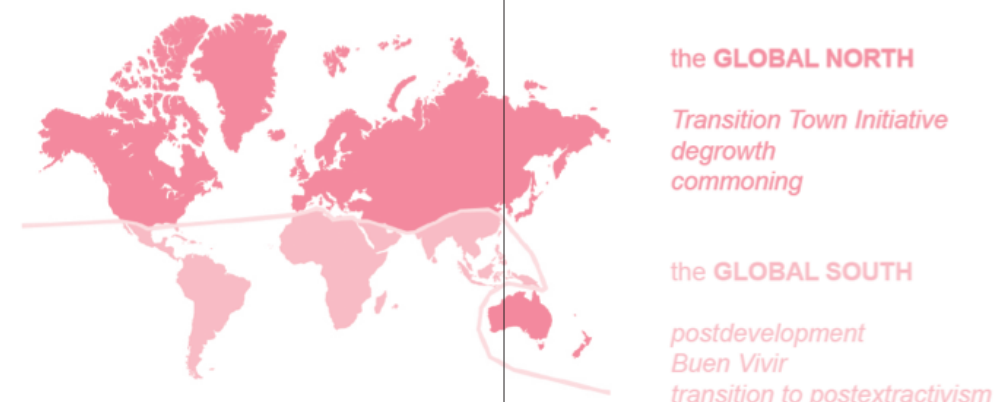 the GLOBAL NORTH
Transition Town Initiative
degrowth
commoning
the GLOBAL SOUTH
postdevelopment
Buen Vivir
transition to postextractivism